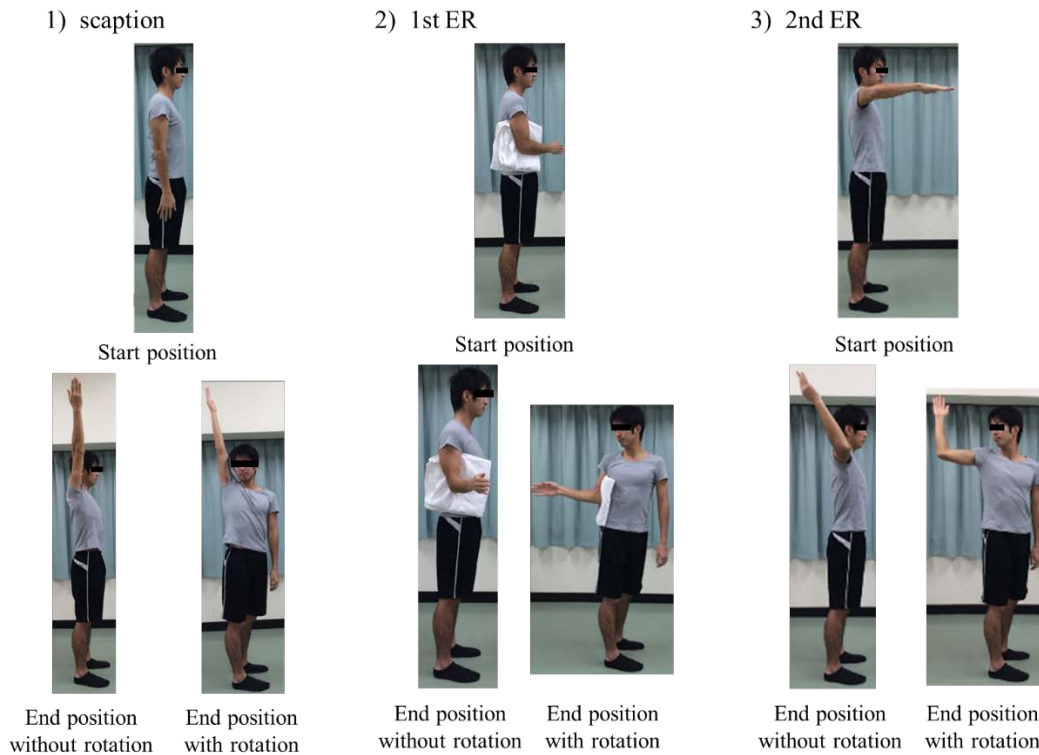 1) scaption
2) 1st ER
3) 2nd ER
Start position
Start position
Start position
End position
without rotation
End position
with rotation
End position
without rotation
End position
with rotation
End position
without rotation
End position
with rotation